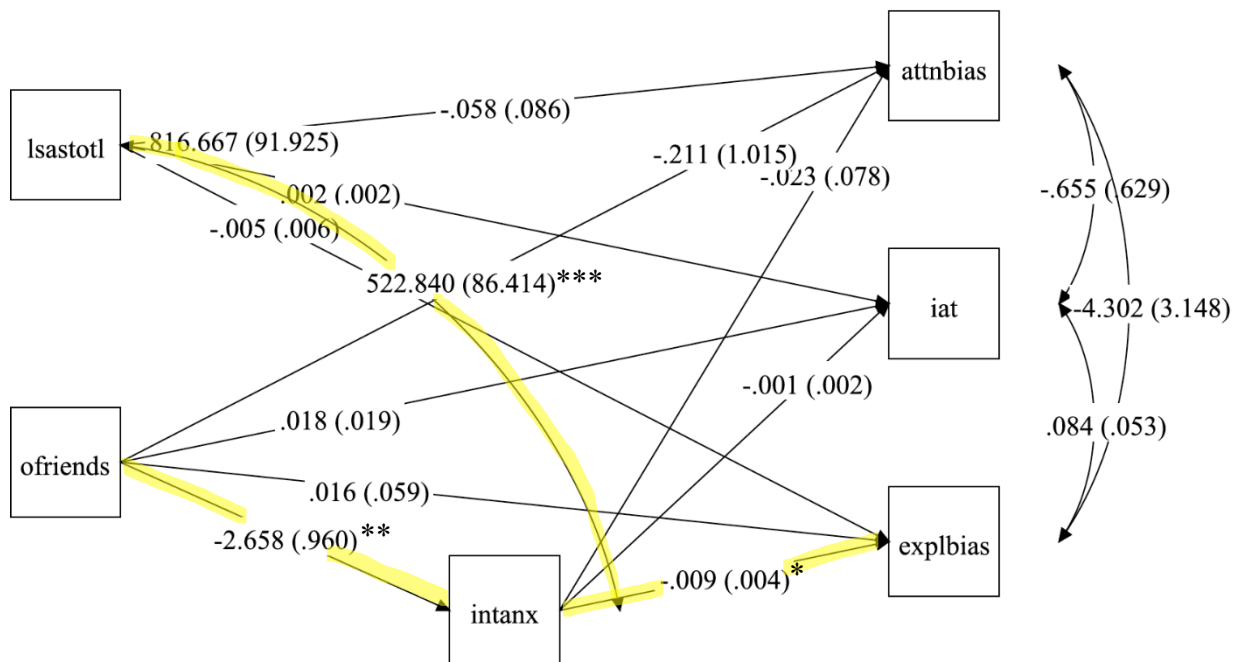 attnbias
-.058 (.086)
lsastotl
816.667 (91.925)
-.211 (1.015)
-.023 (.078)
-.655 (.629)
.002 (.002)
-.005 (.006)
522.840 (86.414)***
iat
-4.302 (3.148)
-.001 (.002)
.018 (.019)
.084 (.053)
ofriends
.016 (.059)
-2.658 (.960)**
explbias
-.009 (.004)*
intanx